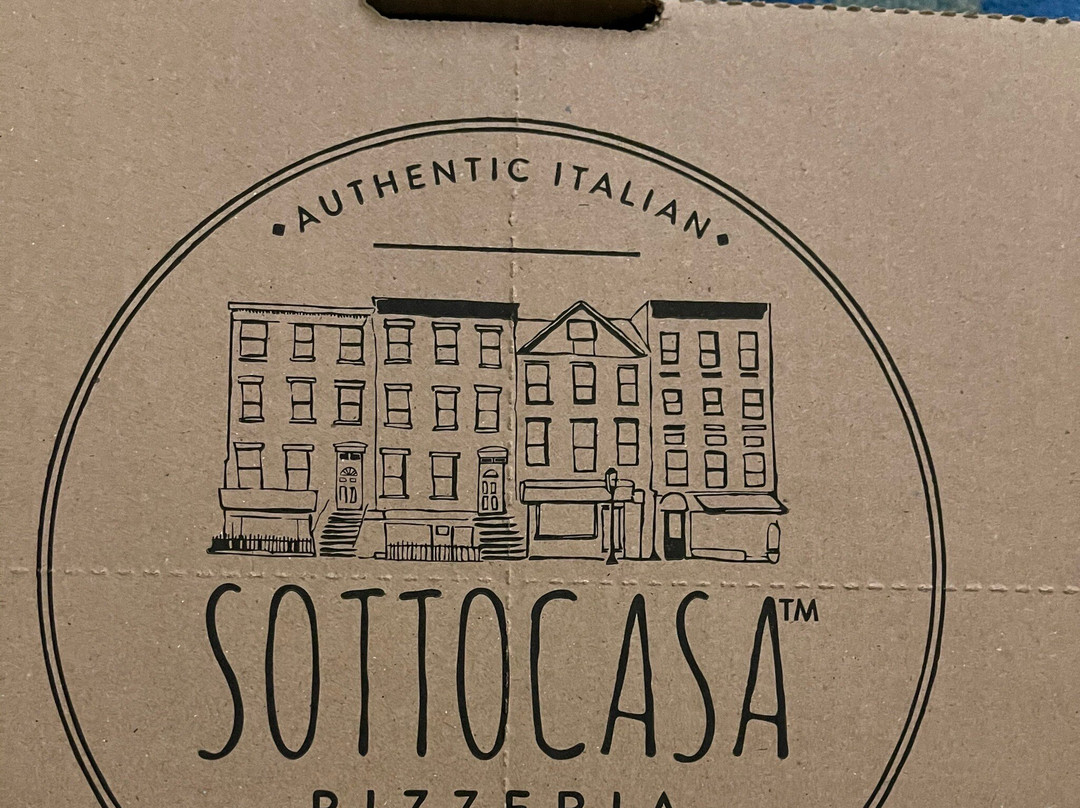 • AUTHENTIC ITALIAN •
SOTTOCASA™
PIZZERIA